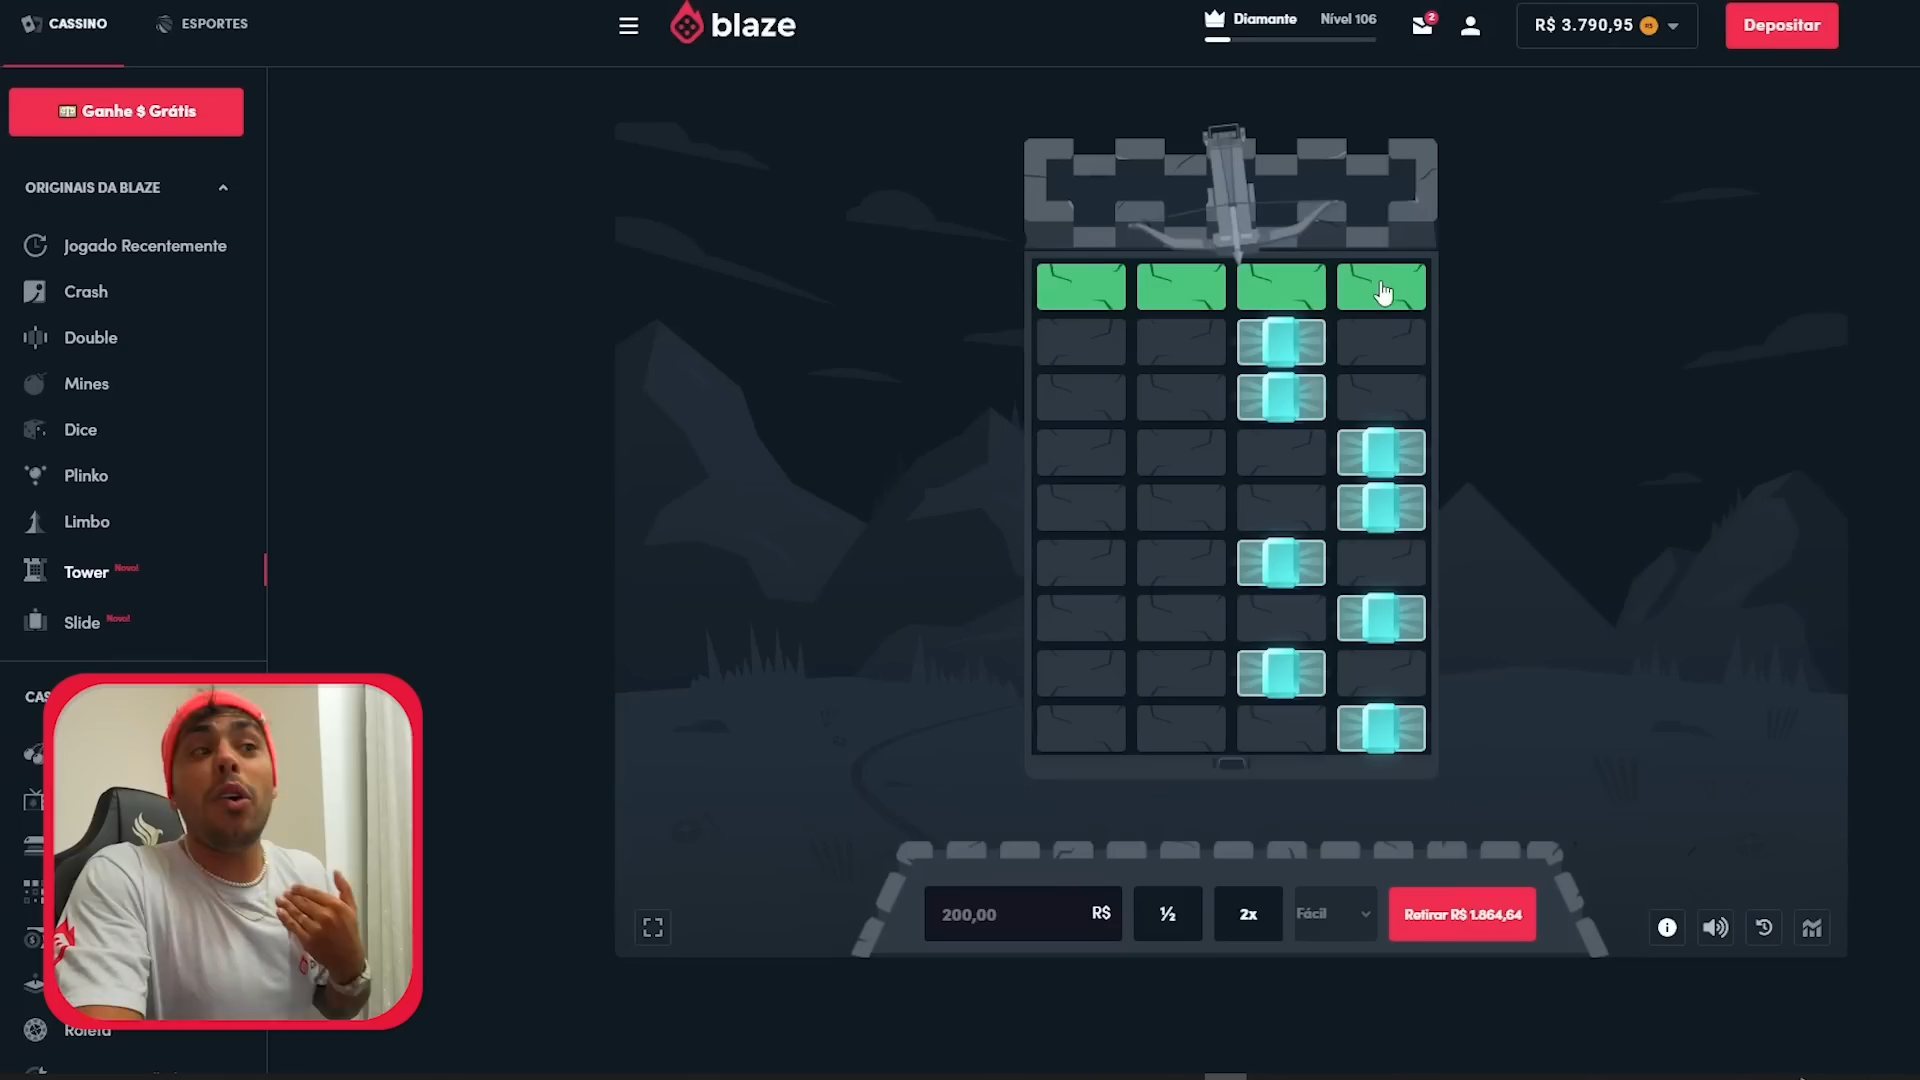 CASSINO
ESPORTES
blaze
Diamante
Nível 106
2
R$ 3.790,95
R$
Depositar
Ganhe $ Grátis
ORIGINAIS DA BLAZE
Jogado Recentemente
Crash
Double
Mines
Dice
Plinko
Limbo
Tower Novo!
Slide Novo!
CAS
Roleta
200,00
R$
½
2x
Fácil
Retirar R$ 1.864,64